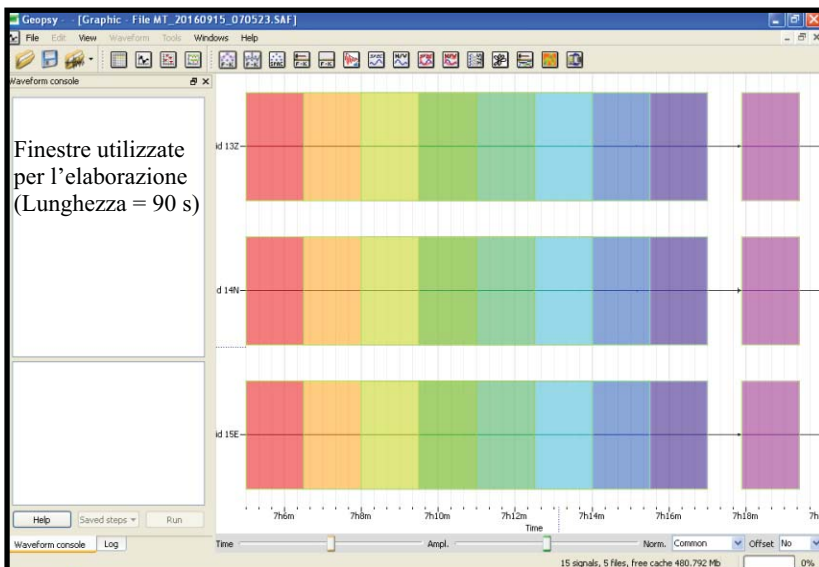 Geopsy - - [Graphic - File MT_20160915_070523.SAF]
File Edit View Waveform Tools Windows Help
Waveform console
Finestre utilizzate
per l'elaborazione
(Lunghezza = 90 s)
id 13Z
d 14N
id 15E
7h6m 7h8m 7h10m 7h12m 7h14m 7h16m 7h18m
Time
Help Saved steps Run
Waveform console Log
Time Ampl. Norm. Common Offset No
15 signals, 5 files, free cache 480.792 Mb 0%